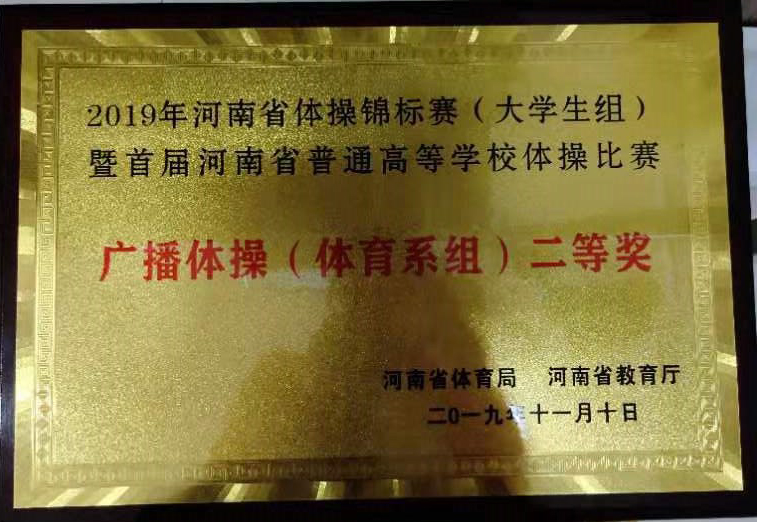 2019年河南省体操锦标赛（大学生组）
暨首届河南省普通高等学校体操比赛
广播体操（体育系组）二等奖
河南省体育局 河南省教育厅
二0一九年十一月十日